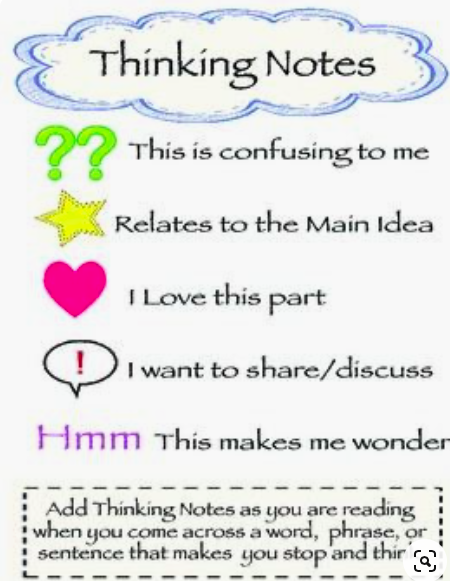 Thinking Notes
?? This is confusing to me
Relates to the Main Idea
I Love this part
! I want to share/discuss
Hmm This makes me wonder
Add Thinking Notes as you are reading
when you come across a word, phrase, or
sentence that makes you stop and thin